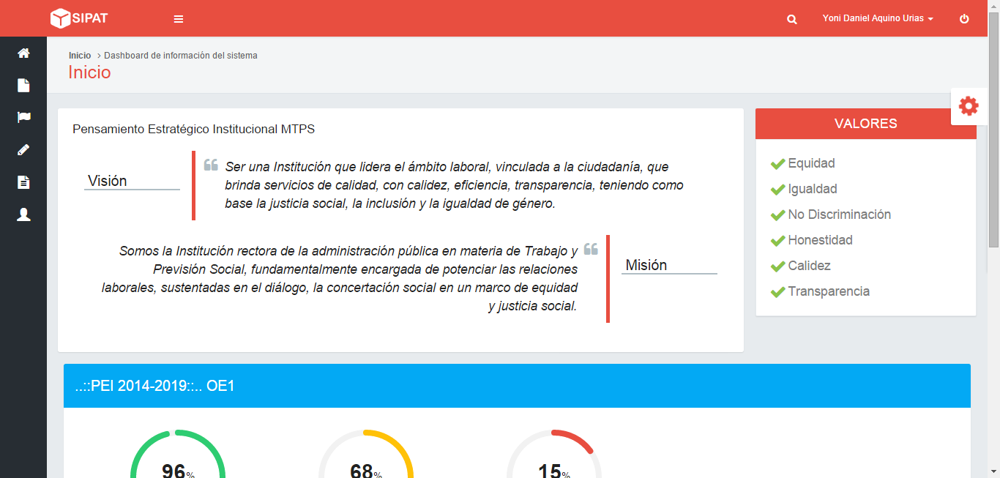 SIPAT
Yoni Daniel Aquino Urias
Inicio > Dashboard de información del sistema
Inicio
Pensamiento Estratégico Institucional MTPS
Visión
Ser una Institución que lidera el ámbito laboral, vinculada a la ciudadanía, que
brinda servicios de calidad, con calidez, eficiencia, transparencia, teniendo como
base la justicia social, la inclusión y la igualdad de género.
Somos la Institución rectora de la administración pública en materia de Trabajo y
Previsión Social, fundamentalmente encargada de potenciar las relaciones
laborales, sustentadas en el diálogo, la concertación social en un marco de equidad
y justicia social.
Misión
VALORES
Equidad
Igualdad
No Discriminación
Honestidad
Calidez
Transparencia
..::PEI 2014-2019::.. OE1
96%
68%
15%